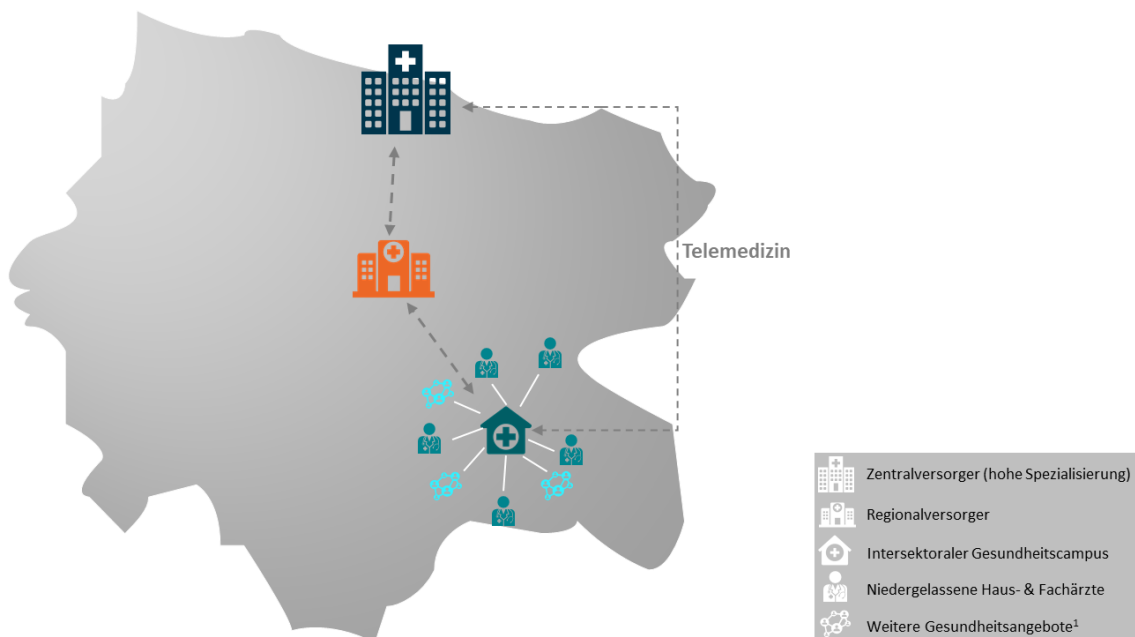 Telemedizin
Zentralversorger (hohe Spezialisierung)
Regionalversorger
Intersektoraler Gesundheitscampus
Niedergelassene Haus- & Fachärzte
Weitere Gesundheitsangebote¹